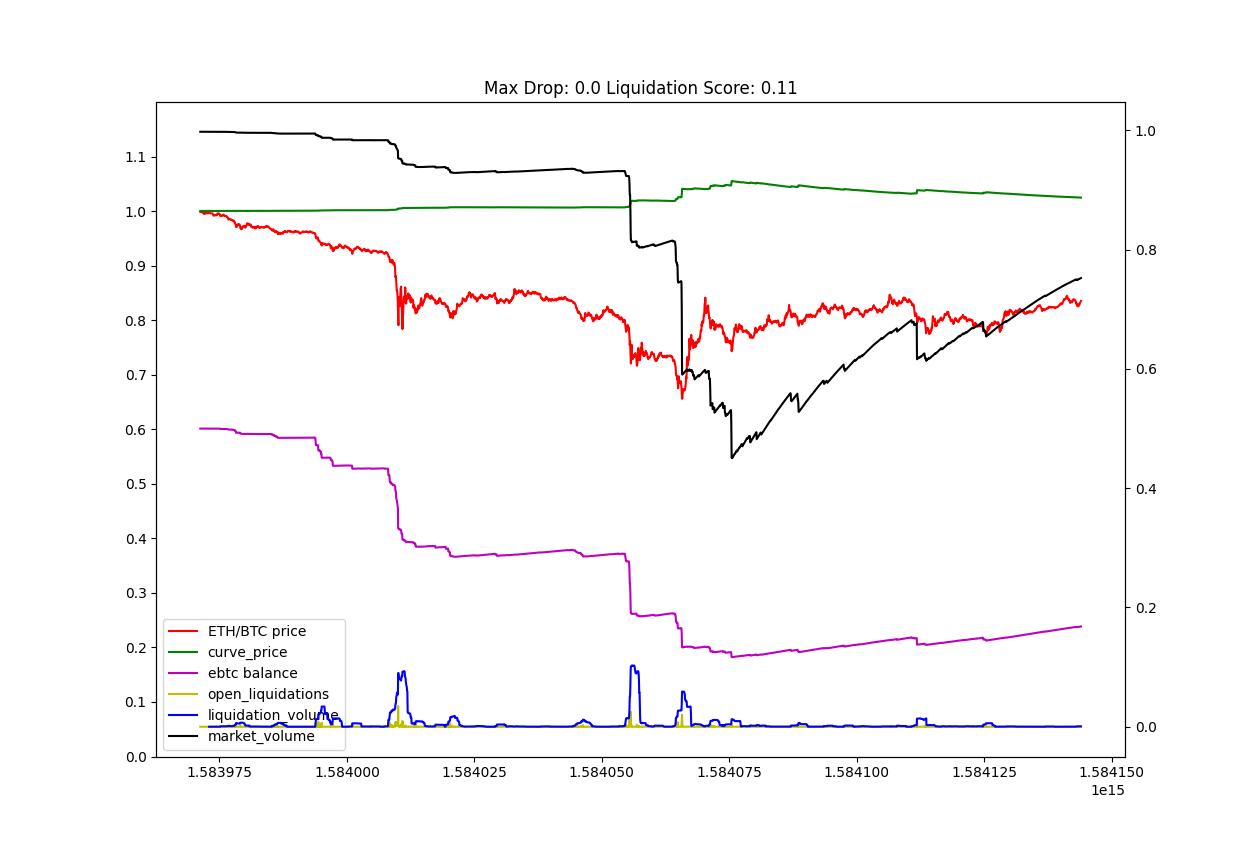 Max Drop: 0.0 Liquidation Score: 0.11
1.1
1.0
0.9
0.8
0.7
0.6
0.5
0.4
0.3
0.2
0.1
0.0
1.0
0.8
0.6
0.4
0.2
0.0
ETH/BTC price
curve_price
ebtc balance
open_liquidations
liquidation_volume
market_volume
1.583975 1.584000 1.584025 1.584050 1.584075 1.584100 1.584125 1.584150
1e15